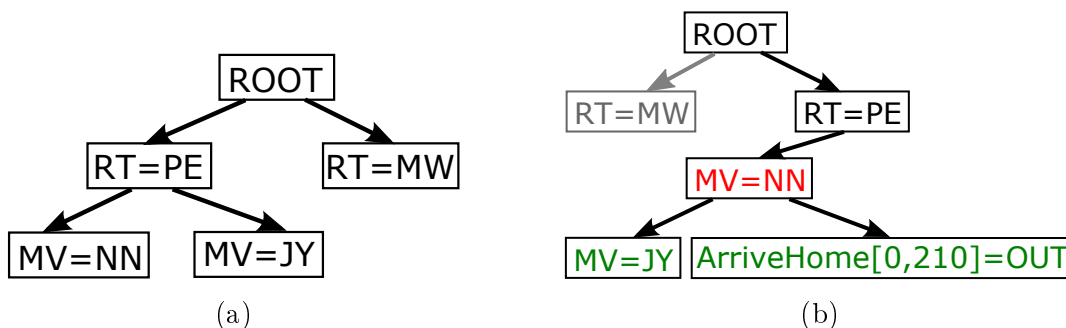 ROOT
RT=PE
RT=MW
MV=NN
MV=JY
(a)
ROOT
RT=MW
RT=PE
MV=NN
MV=JY
ArriveHome[0,210]=OUT
(b)